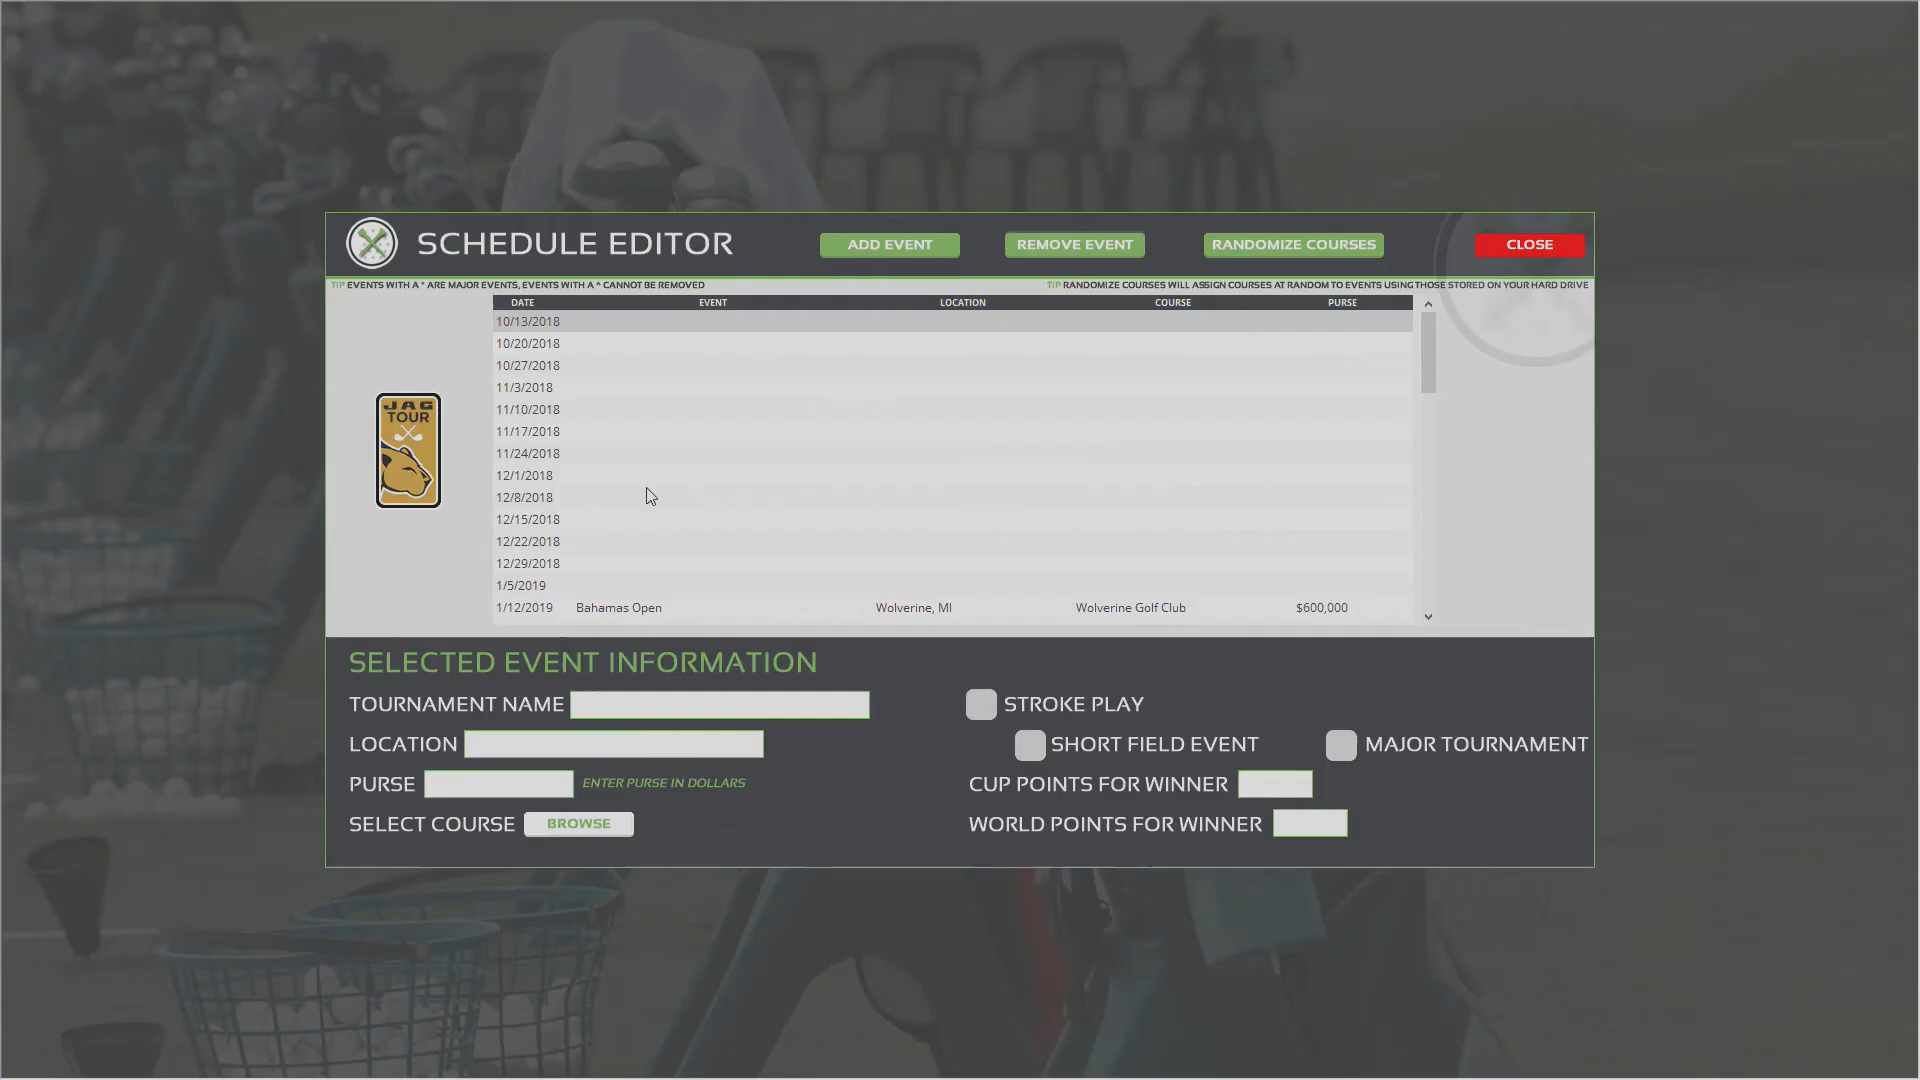 SCHEDULE EDITOR
ADD EVENT
REMOVE EVENT
RANDOMIZE COURSES
CLOSE
TIP EVENTS WITH A * ARE MAJOR EVENTS, EVENTS WITH A ^ CANNOT BE REMOVED
TIP RANDOMIZE COURSES WILL ASSIGN COURSES AT RANDOM TO EVENTS USING THOSE STORED ON YOUR HARD DRIVE
DATE EVENT LOCATION COURSE PURSE
10/13/2018
10/20/2018
10/27/2018
11/3/2018
11/10/2018
11/17/2018
11/24/2018
12/1/2018
12/8/2018
12/15/2018
12/22/2018
12/29/2018
1/5/2019
1/12/2019 Bahamas Open Wolverine, MI Wolverine Golf Club $600,000
JAG
TOUR
SELECTED EVENT INFORMATION
TOURNAMENT NAME
STROKE PLAY
LOCATION
SHORT FIELD EVENT
MAJOR TOURNAMENT
PURSE
ENTER PURSE IN DOLLARS
CUP POINTS FOR WINNER
SELECT COURSE
BROWSE
WORLD POINTS FOR WINNER